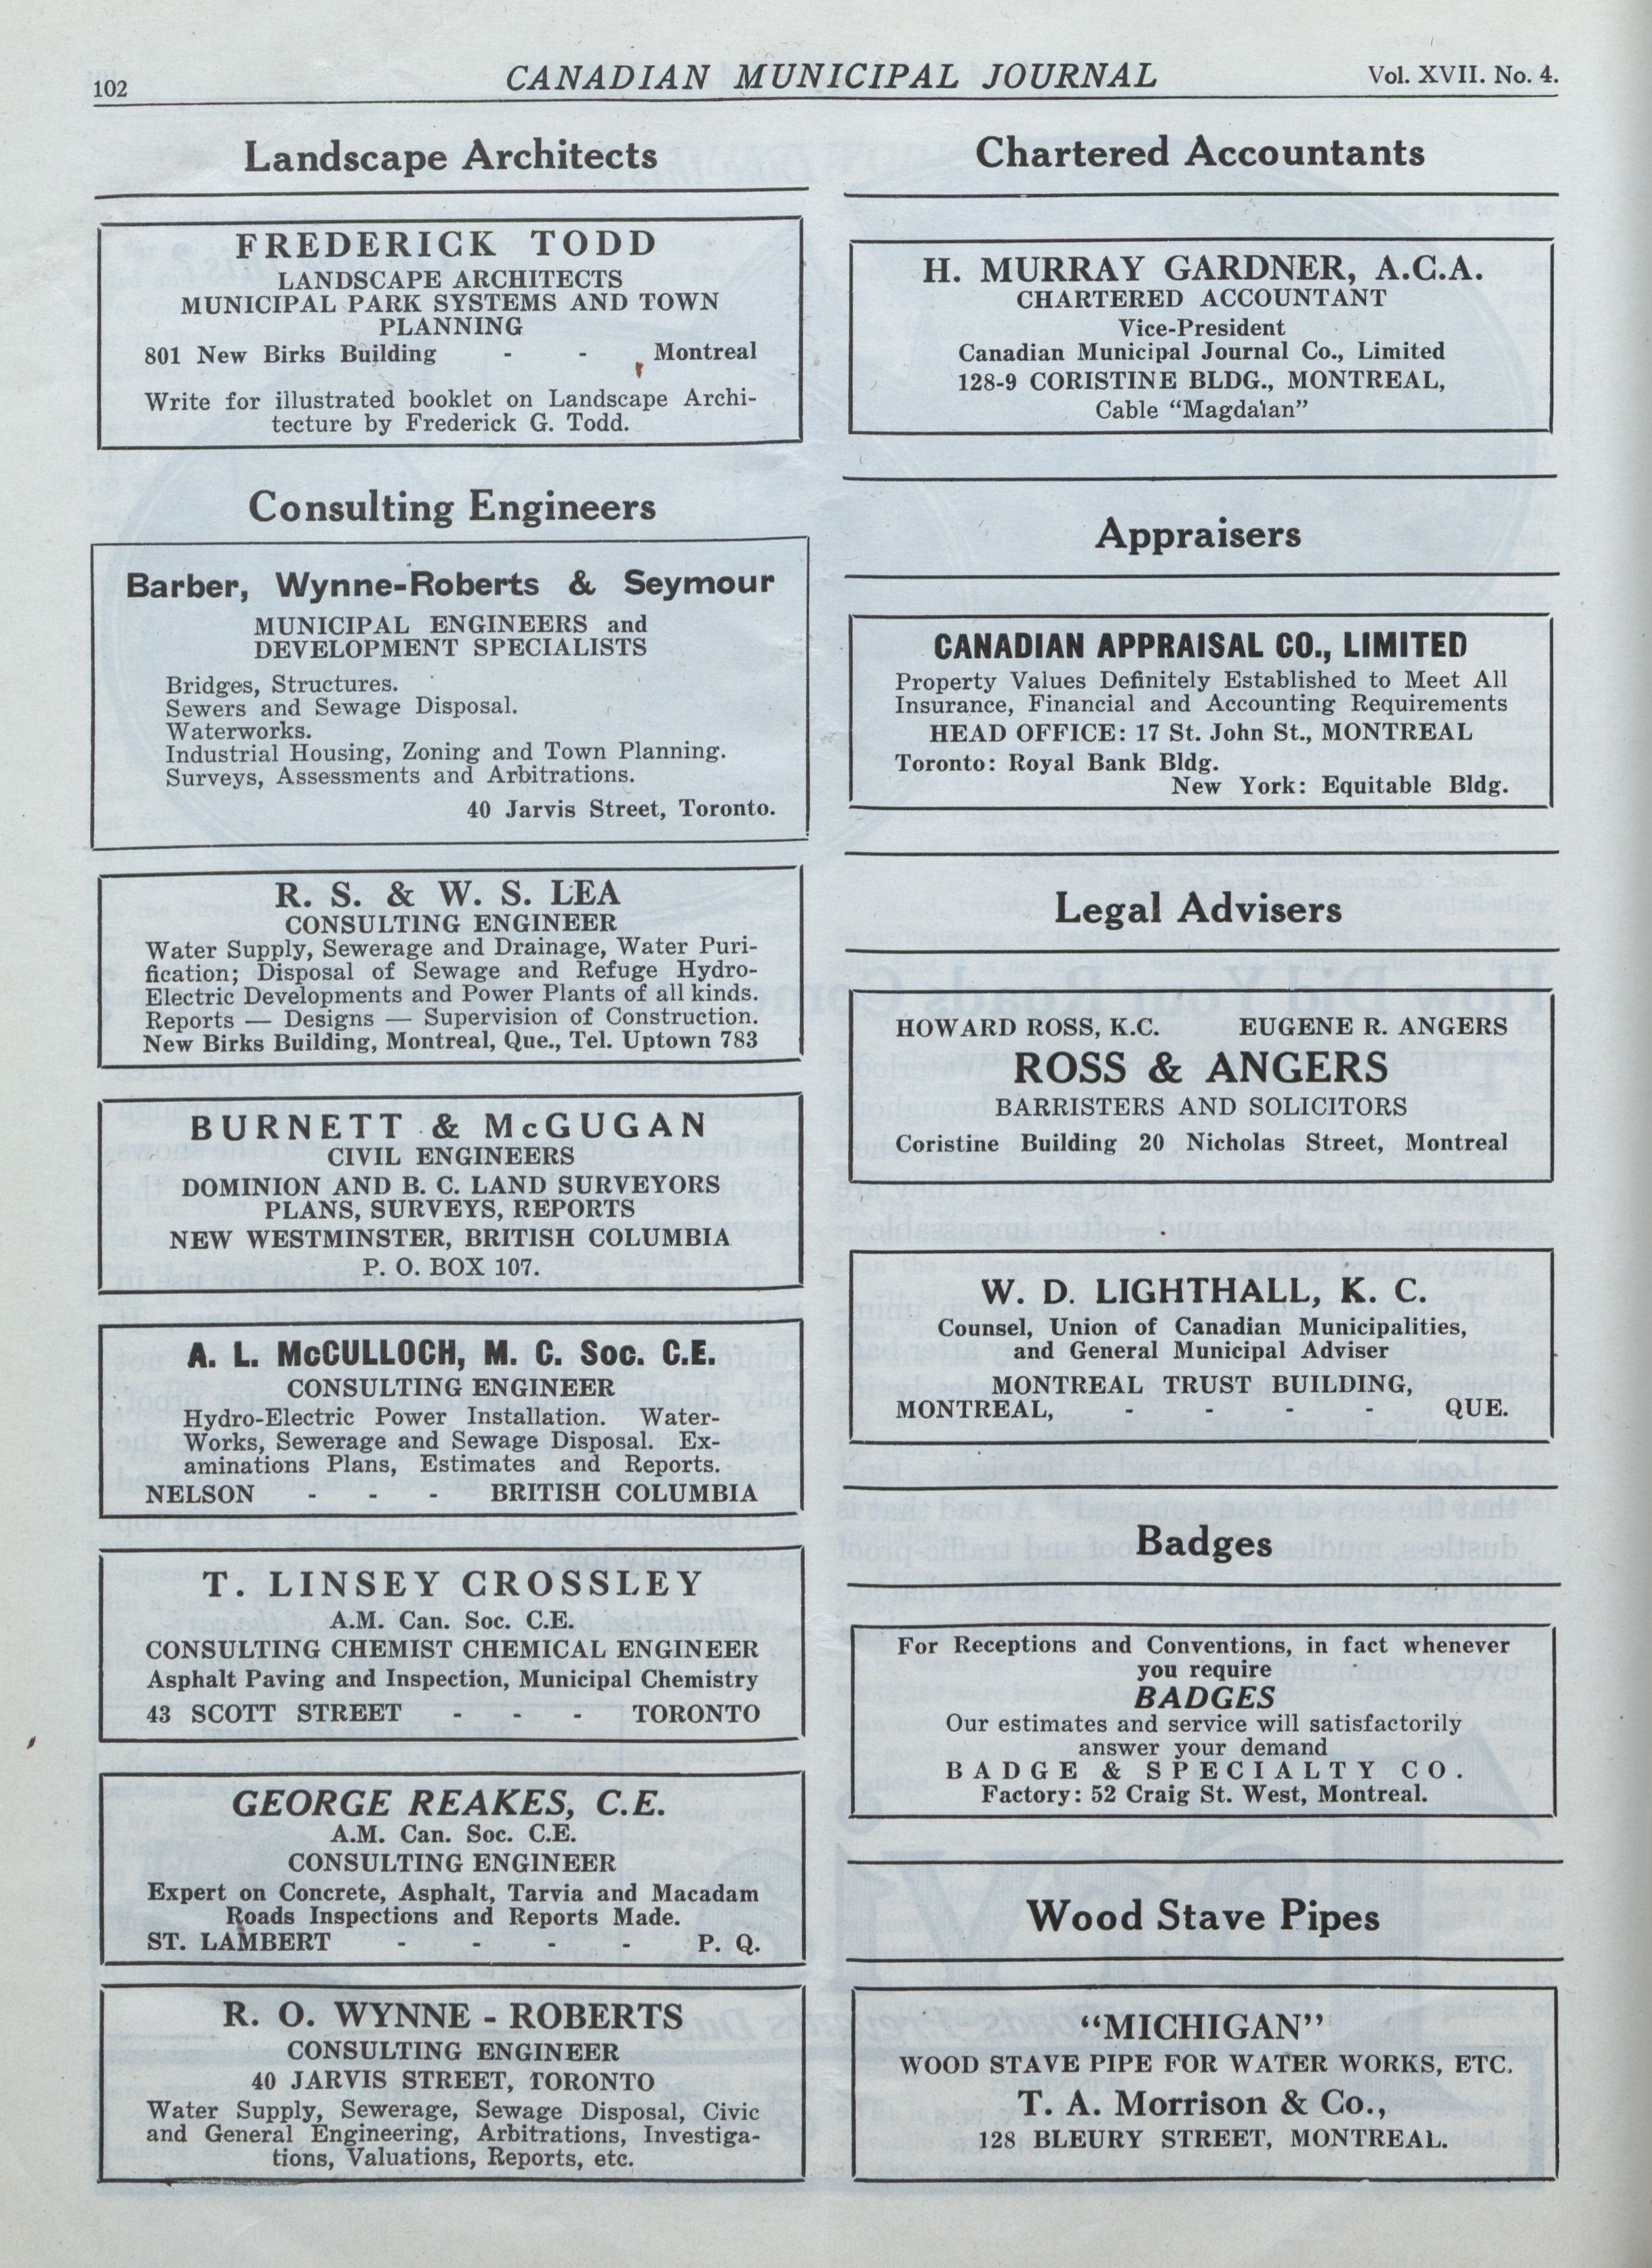 102
CANADIAN MUNICIPAL JOURNAL
Vol. XVII. No. 4.
Landscape Architects
FREDERICK TODD
LANDSCAPE ARCHITECTS
MUNICIPAL PARK SYSTEMS AND TOWN
PLANNING
801 New Birks Building - - Montreal
Write for illustrated booklet on Landscape Archi-
tecture by Frederick G. Todd.
Consulting Engineers
Barber, Wynne-Roberts & Seymour
MUNICIPAL ENGINEERS and
DEVELOPMENT SPECIALISTS
Bridges, Structures.
Sewers and Sewage Disposal.
Waterworks.
Industrial Housing, Zoning and Town Planning.
Surveys, Assessments and Arbitrations.
40 Jarvis Street, Toronto.
R. S. & W. S. LEA
CONSULTING ENGINEER
Water Supply, Sewerage and Drainage, Water Puri-
fication; Disposal of Sewage and Refuge Hydro-
Electric Developments and Power Plants of all kinds.
Reports — Designs — Supervision of Construction.
New Birks Building, Montreal, Que., Tel. Uptown 783
BURNETT & McGUGAN
CIVIL ENGINEERS
DOMINION AND B. C. LAND SURVEYORS
PLANS, SURVEYS, REPORTS
NEW WESTMINSTER, BRITISH COLUMBIA
P. O. BOX 107.
A. L. McCULLOCH, M. C. Soc. C.E.
CONSULTING ENGINEER
Hydro-Electric Power Installation. Water-
Works, Sewerage and Sewage Disposal. Ex-
aminations Plans, Estimates and Reports.
NELSON - - - BRITISH COLUMBIA
T. LINSEY CROSSLEY
A.M. Can. Soc. C.E.
CONSULTING CHEMIST CHEMICAL ENGINEER
Asphalt Paving and Inspection, Municipal Chemistry
43 SCOTT STREET - - - TORONTO
GEORGE REAKES, C.E.
A.M. Can. Soc. C.E.
CONSULTING ENGINEER
Expert on Concrete, Asphalt, Tarvia and Macadam
Roads Inspections and Reports Made.
ST. LAMBERT - - - - P. Q.
R. O. WYNNE - ROBERTS
CONSULTING ENGINEER
40 JARVIS STREET, TORONTO
Water Supply, Sewerage, Sewage Disposal, Civic
and General Engineering, Arbitrations, Investiga-
tions, Valuations, Reports, etc.
Chartered Accountants
H. MURRAY GARDNER, A.C.A.
CHARTERED ACCOUNTANT
Vice-President
Canadian Municipal Journal Co., Limited
128-9 CORISTINE BLDG., MONTREAL,
Cable "Magdalan"
Appraisers
CANADIAN APPRAISAL CO., LIMITED
Property Values Definitely Established to Meet All
Insurance, Financial and Accounting Requirements
HEAD OFFICE: 17 St. John St., MONTREAL
Toronto: Royal Bank Bldg.
New York: Equitable Bldg.
Legal Advisers
HOWARD ROSS, K.C. EUGENE R. ANGERS
ROSS & ANGERS
BARRISTERS AND SOLICITORS
Coristine Building 20 Nicholas Street, Montreal
W. D. LIGHTHALL, K. C.
Counsel, Union of Canadian Municipalities,
and General Municipal Adviser
MONTREAL TRUST BUILDING,
MONTREAL, - - - - QUE.
Badges
For Receptions and Conventions, in fact whenever
you require
BADGES
Our estimates and service will satisfactorily
answer your demand
BADGE & SPECIALTY CO.
Factory: 52 Craig St. West, Montreal.
Wood Stave Pipes
"MICHIGAN"
WOOD STAVE PIPE FOR WATER WORKS, ETC.
T. A. Morrison & Co.,
128 BLEURY STREET, MONTREAL.